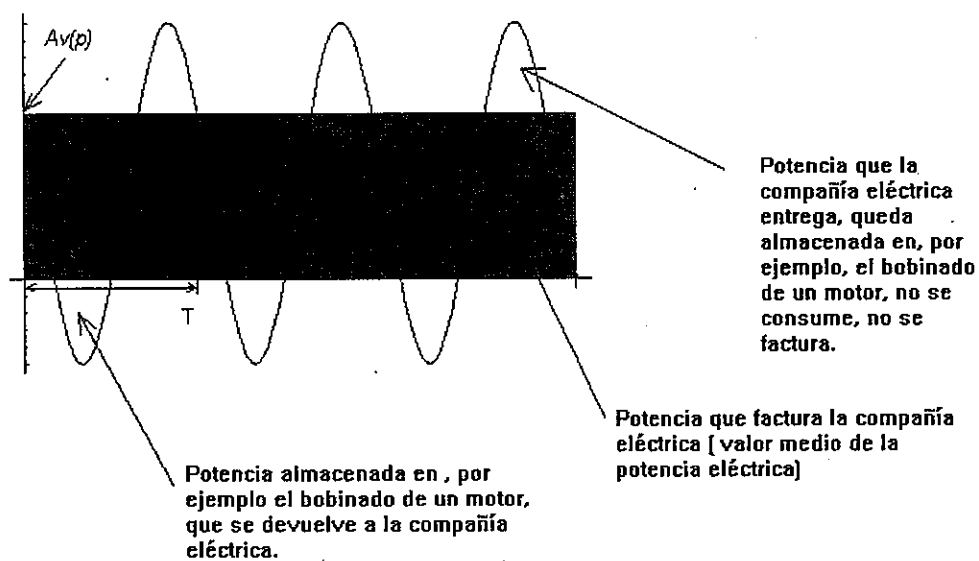 Av(p)
Potencia que la
compañía eléctrica
entrega, queda
almacenada en, por
ejemplo, el bobinado
de un motor, no se
consume, no se
factura.
T
Potencia que factura la compañía
eléctrica [ valor medio de la
potencia eléctrica]
Potencia almacenada en , por
ejemplo el bobinado de un motor,
que se devuelve a la compañía
eléctrica.